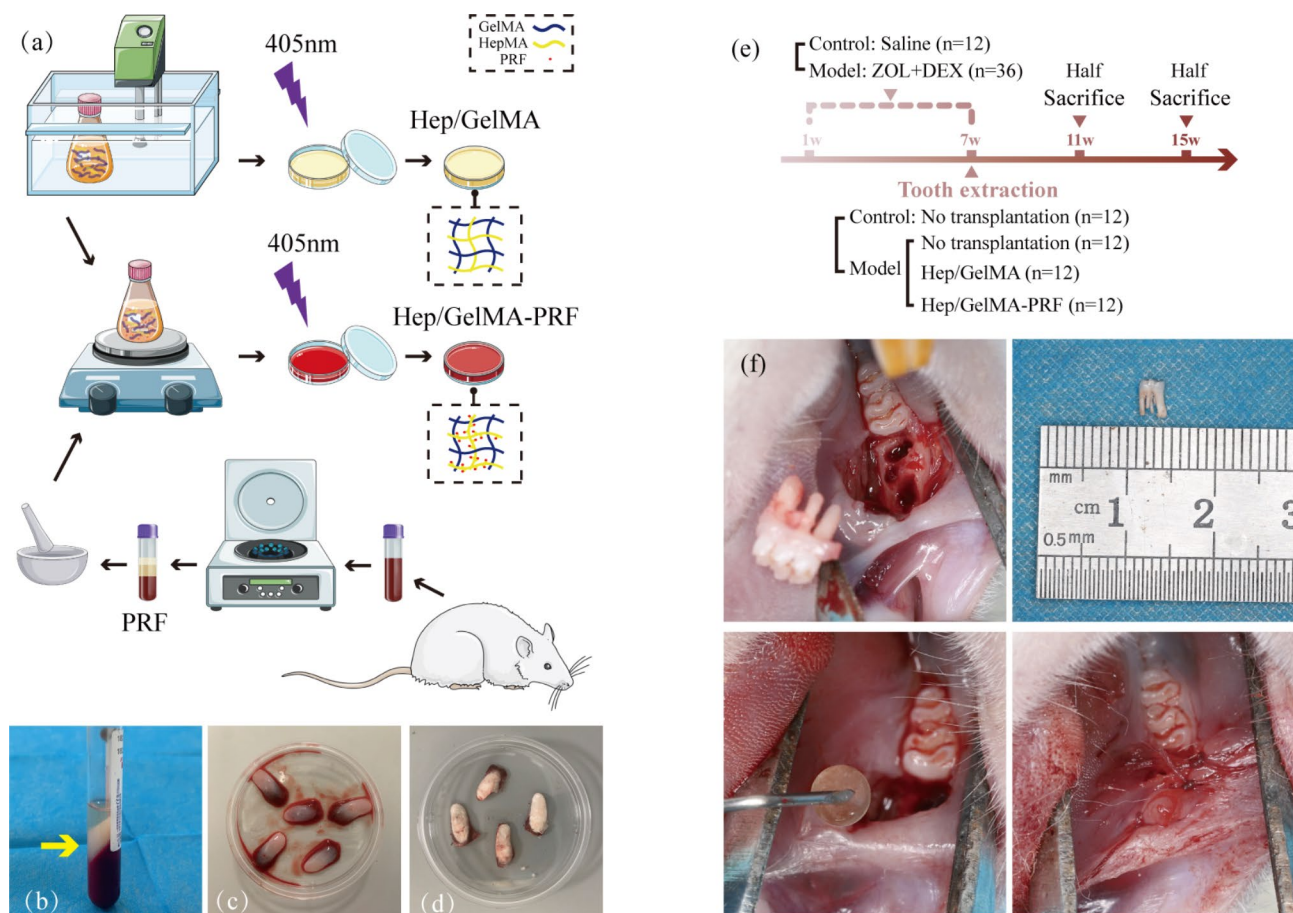 (a)
405nm
GelMA
HepMA
PRF
Hep/GelMA
405nm
Hep/GelMA-PRF
PRF
(b)
(c)
(d)
(e)
Control: Saline (n=12)
Model: ZOL+DEX (n=36)
Half
Sacrifice
Half
Sacrifice
1w
7w
11w
15w
Tooth extraction
Control: No transplantation (n=12)
No transplantation (n=12)
Model
Hep/GelMA (n=12)
Hep/GelMA-PRF (n=12)
(f)
mm
cm 1 2 3
0.5 mm